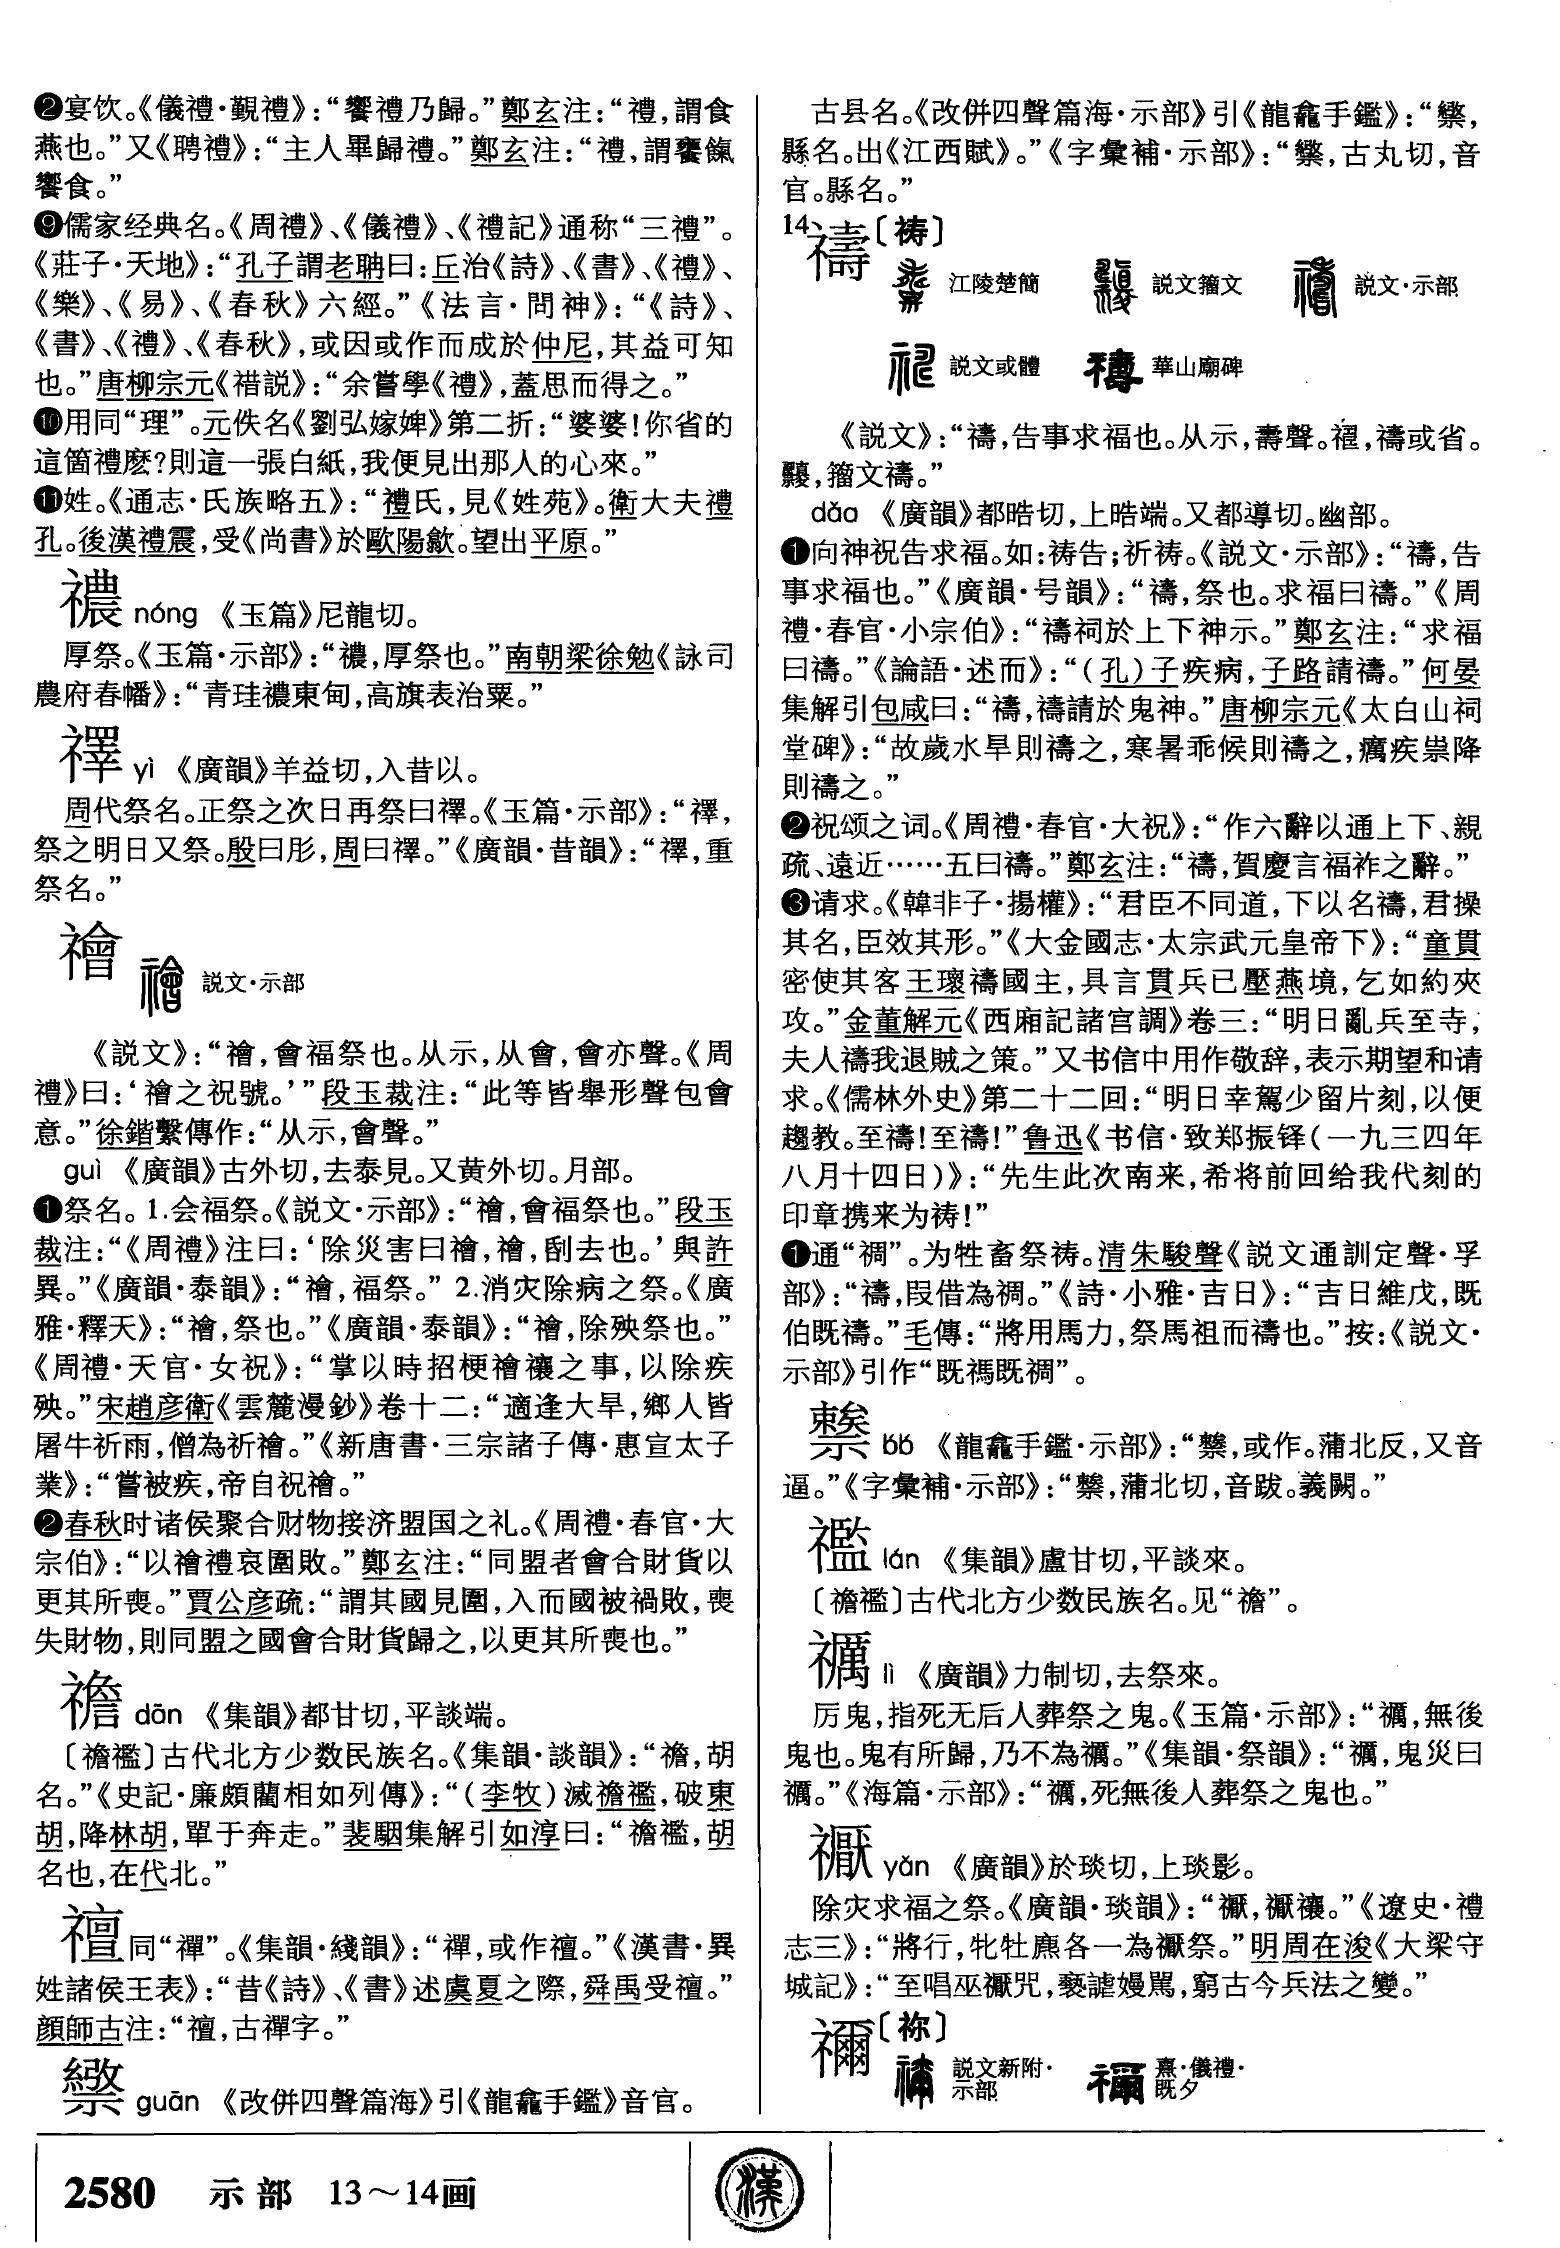 ❷宴饮。《儀禮·覲禮》：“饗禮乃歸。”鄭玄注：“禮，謂食
燕也。”又《聘禮》：“主人畢歸禮。”鄭玄注：“禮，謂饔餼
饗食。”
❾儒家经典名。《周禮》、《儀禮》、《禮記》通称“三禮”。
《莊子·天地》：“孔子謂老聃曰：丘治《詩》、《書》、《禮》、
《樂》、《易》、《春秋》六經。”《法言·問神》：“《詩》、
《書》、《禮》、《春秋》，或因或作而成於仲尼，其益可知
也。”唐柳宗元《禇説》：“余嘗學《禮》，蓋思而得之。”
❿用同“理”。元佚名《劉弘嫁婢》第二折：“婆婆！你省的
這箇禮麽？則這一張白紙，我便見出那人的心來。”
⓫姓。《通志·氏族略五》：“禮氏，見《姓苑》。衛大夫禮
孔。後漢禮震，受《尚書》於歐陽歙。望出平原。”
禯 nóng 《玉篇》尼龍切。
厚祭。《玉篇·示部》：“禯，厚祭也。”南朝梁徐勉《詠司
農府春幡》：“青珪禯東甸，高旗表治粟。”
襗 yì 《廣韻》羊益切，入昔以。
周代祭名。正祭之次日再祭曰襗。《玉篇·示部》：“襗，
祭之明日又祭。殷曰肜，周曰襗。”《廣韻·昔韻》：“襗，重
祭名。”
禬 説文·示部
《説文》：“禬，會福祭也。从示，从會，會亦聲。《周
禮》曰：‘禬之祝號。’”段玉裁注：“此等皆舉形聲包會
意。”徐鍇繫傳作：“从示，會聲。”
guì 《廣韻》古外切，去泰見。又黄外切。月部。
❶祭名。1.会福祭。《説文·示部》：“禬，會福祭也。”段玉
裁注：“《周禮》注曰：‘除災害曰禬，禬，刮去也。’與許
異。”《廣韻·泰韻》：“禬，福祭。” 2.消灾除病之祭。《廣
雅·釋天》：“禬，祭也。”《廣韻·泰韻》：“禬，除殃祭也。”
《周禮·天官·女祝》：“掌以時招梗禬禳之事，以除疾
殃。”宋趙彦衛《雲麓漫鈔》卷十二：“適逢大旱，鄉人皆
屠牛祈雨，僧為祈禬。”《新唐書·三宗諸子傳·惠宣太子
業》：“嘗被疾，帝自祝禬。”
❷春秋时诸侯聚合财物接济盟国之礼。《周禮·春官·大
宗伯》：“以禬禮哀圍敗。”鄭玄注：“同盟者會合財貨以
更其所喪。”賈公彦疏：“謂其國見圍，入而國被禍敗，喪
失財物，則同盟之國會合財貨歸之，以更其所喪也。”
襜 dān 《集韻》都甘切，平談端。
〔襜襤〕古代北方少数民族名。《集韻·談韻》：“襜，胡
名。”《史記·廉頗藺相如列傳》：“（李牧）滅襜襤，破東
胡，降林胡，單于奔走。”裴駰集解引如淳曰：“襜襤，胡
名也，在代北。”
襢 同“禪”。《集韻·綫韻》：“禪，或作襢。”《漢書·異
姓諸侯王表》：“昔《詩》、《書》述虞夏之際，舜禹受襢。”
顔師古注：“襢，古禪字。”
guān 《改併四聲篇海》引《龍龕手鑑》音官。
古县名。《改併四聲篇海·示部》引《龍龕手鑑》：“，
縣名。出《江西賦》。”《字彙補·示部》：“，古丸切，音
官。縣名。”
14 禱〔祷〕
江陵楚簡 説文籀文 説文·示部
説文或體 華山廟碑
《説文》：“禱，告事求福也。从示，壽聲。，禱或省。
，籀文禱。”
dǎo 《廣韻》都晧切，上晧端。又都導切。幽部。
❶向神祝告求福。如：祷告；祈祷。《説文·示部》：“禱，告
事求福也。”《廣韻·号韻》：“禱，祭也。求福曰禱。”《周
禮·春官·小宗伯》：“禱祠於上下神示。”鄭玄注：“求福
曰禱。”《論語·述而》：“（孔）子疾病，子路請禱。”何晏
集解引包咸曰：“禱，禱請於鬼神。”唐柳宗元《太白山祠
堂碑》：“故歲水旱則禱之，寒暑乖候則禱之，癘疾祟降
則禱之。”
❷祝颂之词。《周禮·春官·大祝》：“作六辭以通上下、親
疏、遠近……五曰禱。”鄭玄注：“禱，賀慶言福祚之辭。”
❸请求。《韓非子·揚權》：“君臣不同道，下以名禱，君操
其名，臣效其形。”《大金國志·太宗武元皇帝下》：“童貫
密使其客王瓌禱國主，具言貫兵已壓燕境，乞如約夾
攻。”金董解元《西廂記諸宫調》卷三：“明日亂兵至寺，
夫人禱我退賊之策。”又书信中用作敬辞，表示期望和请
求。《儒林外史》第二十二回：“明日幸駕少留片刻，以便
趨教。至禱！至禱！”鲁迅《书信·致郑振铎（一九三四年
八月十四日）》：“先生此次南来，希将前回给我代刻的
印章携来为祷！”
❶通“禂”。为牲畜祭祷。清朱駿聲《説文通訓定聲·孚
部》：“禱，叚借為禂。”《詩·小雅·吉日》：“吉日維戊，既
伯既禱。”毛傳：“將用馬力，祭馬祖而禱也。”按：《説文·
示部》引作“既禡既禂”。
bó 《龍龕手鑑·示部》：“，或作。蒲北反，又音
逼。”《字彙補·示部》：“，蒲北切，音跋。義闕。”
襤 lán 《集韻》盧甘切，平談來。
〔襜襤〕古代北方少数民族名。见“襜”。
禲 lì 《廣韻》力制切，去祭來。
厉鬼，指死无后人葬祭之鬼。《玉篇·示部》：“禲，無後
鬼也。鬼有所歸，乃不為禲。”《集韻·祭韻》：“禲，鬼災曰
禲。”《海篇·示部》：“禲，死無後人葬祭之鬼也。”
yǎn 《廣韻》於琰切，上琰影。
除灾求福之祭。《廣韻·琰韻》：“，禳。”《遼史·禮
志三》：“將行，牝牡麃各一為祭。”明周在浚《大梁守
城記》：“至唱巫咒，褻謔嫚駡，窮古今兵法之變。”
禰〔祢〕
説文新附·示部 熹·儀禮·既夕
2580 示部 13～14画
漢